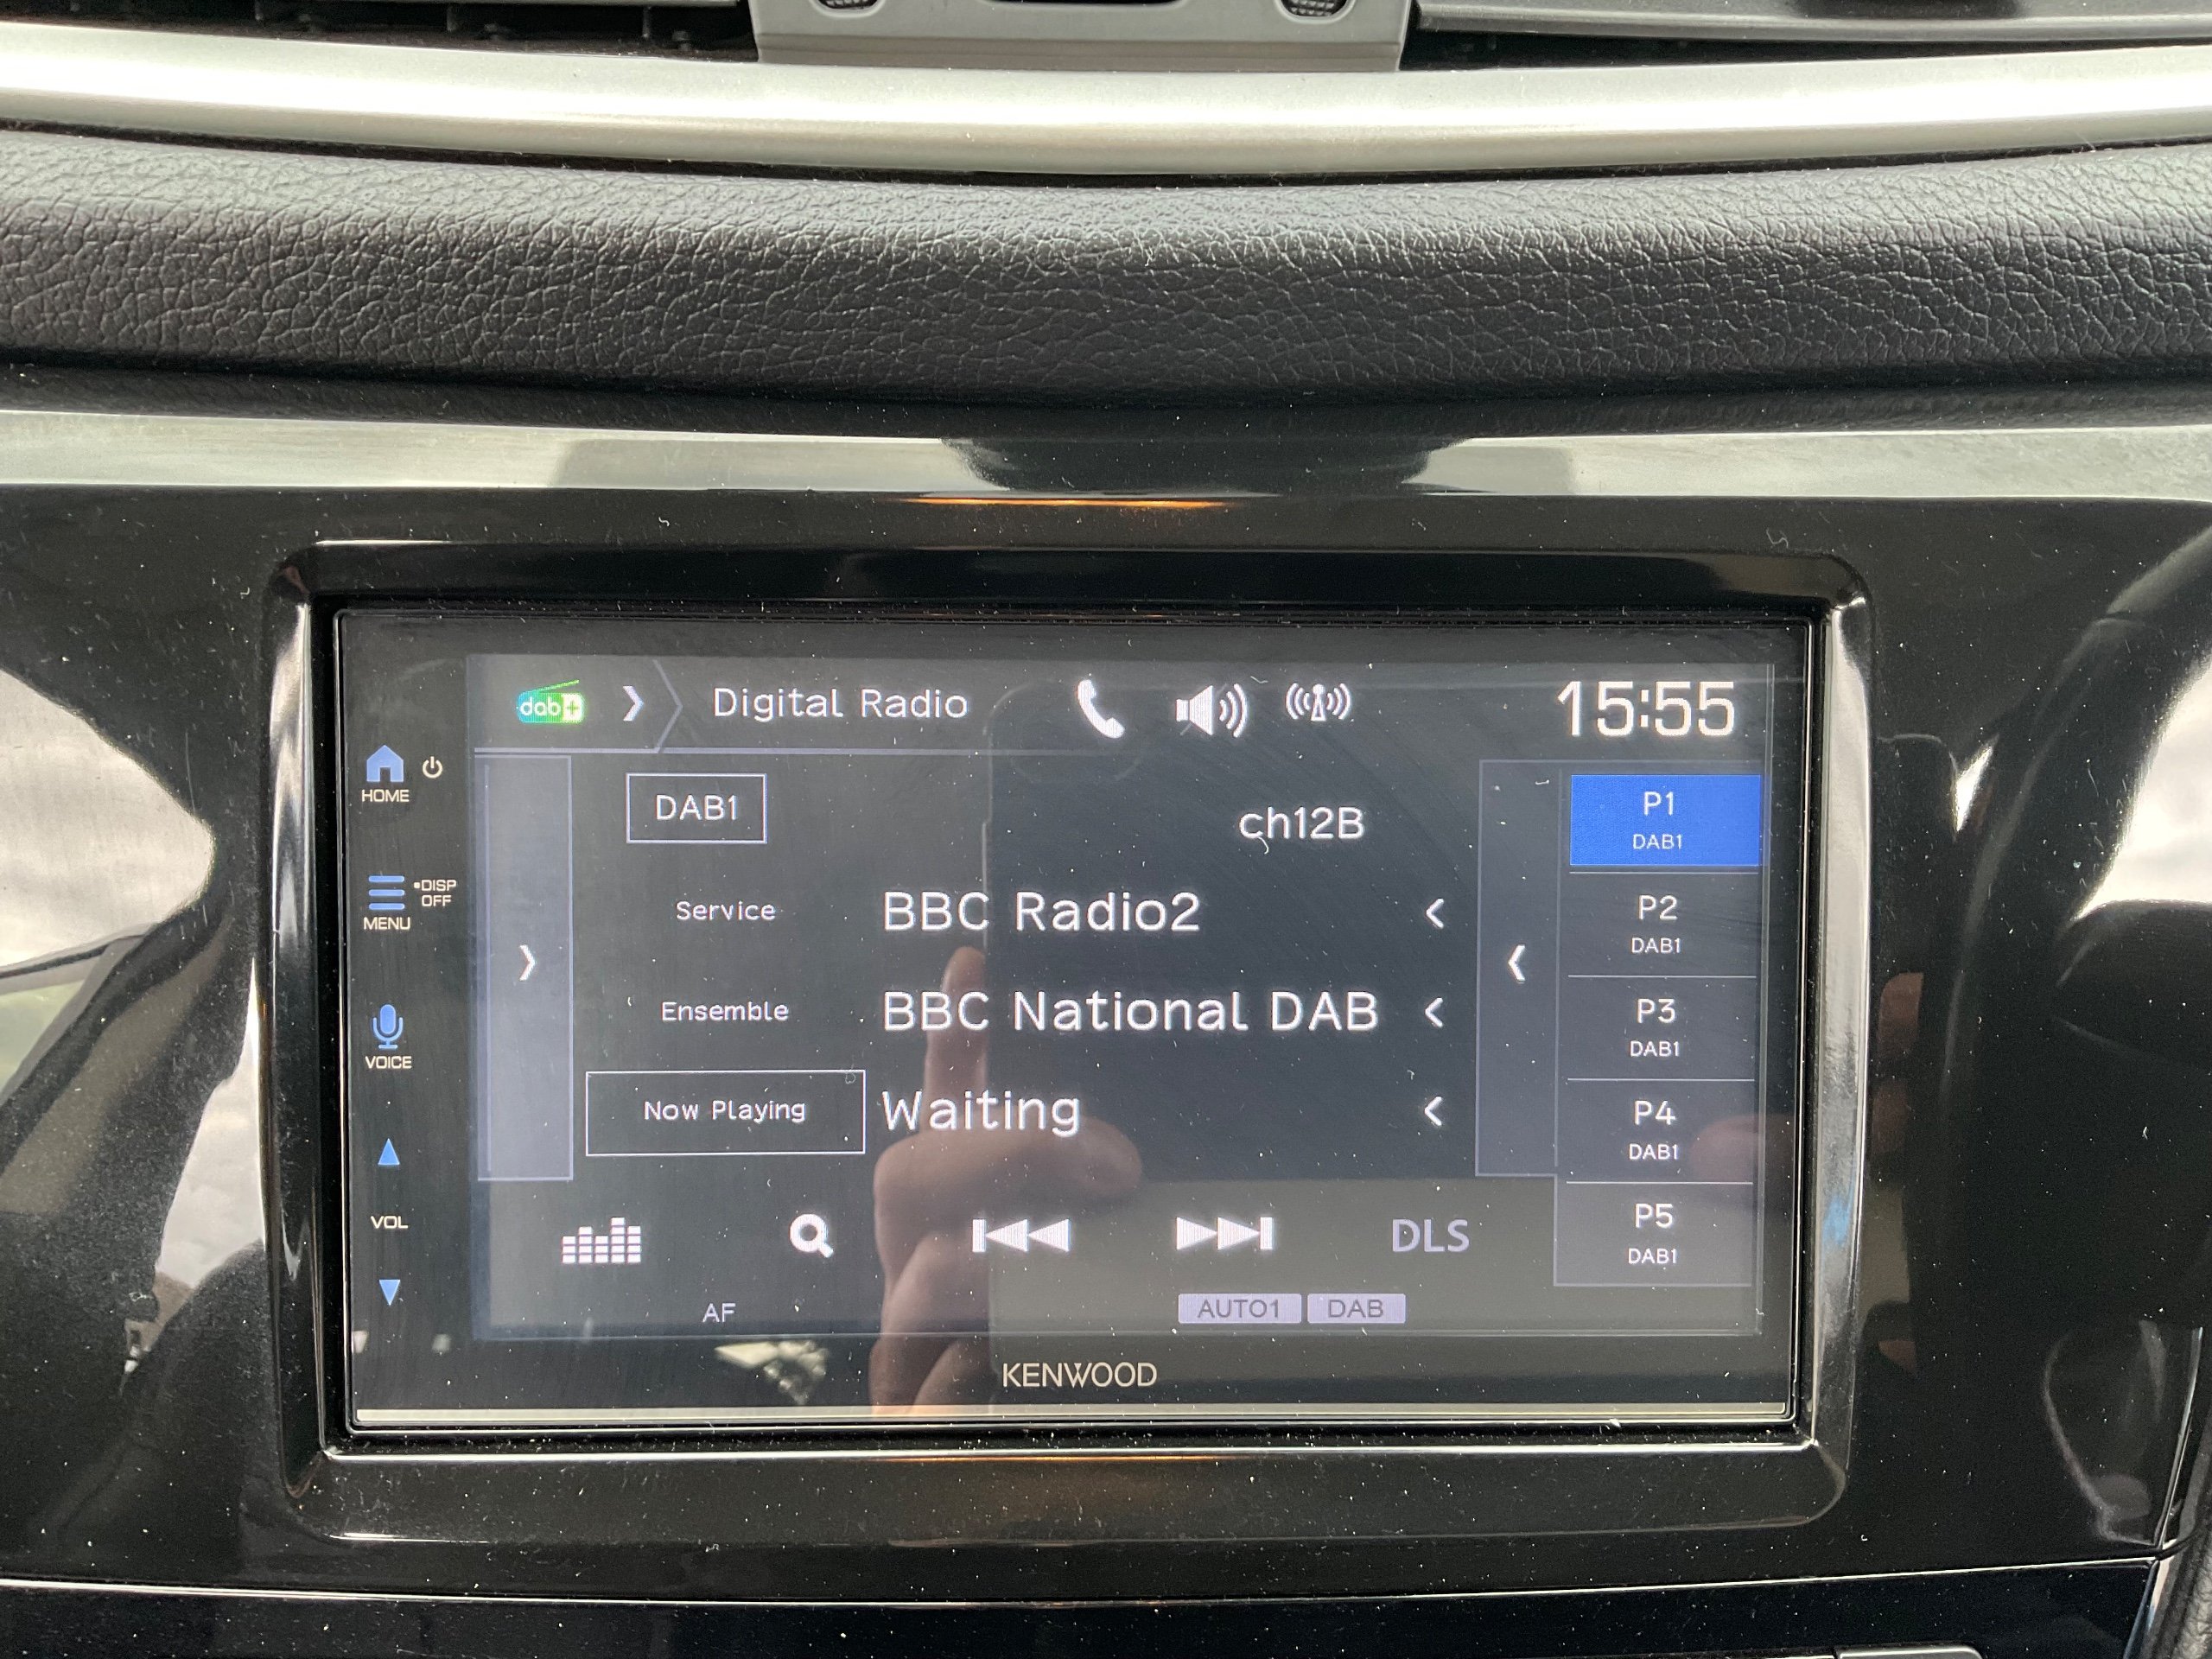 dab+ Digital Radio 15:55
HOME
DISP OFF
MENU
VOICE
VOL
DAB1
ch12B
Service BBC Radio2
Ensemble BBC National DAB
Now Playing Waiting
P1
DAB1
P2
DAB1
P3
DAB1
P4
DAB1
P5
DAB1
DLS
AF
AUTO1 DAB
KENWOOD